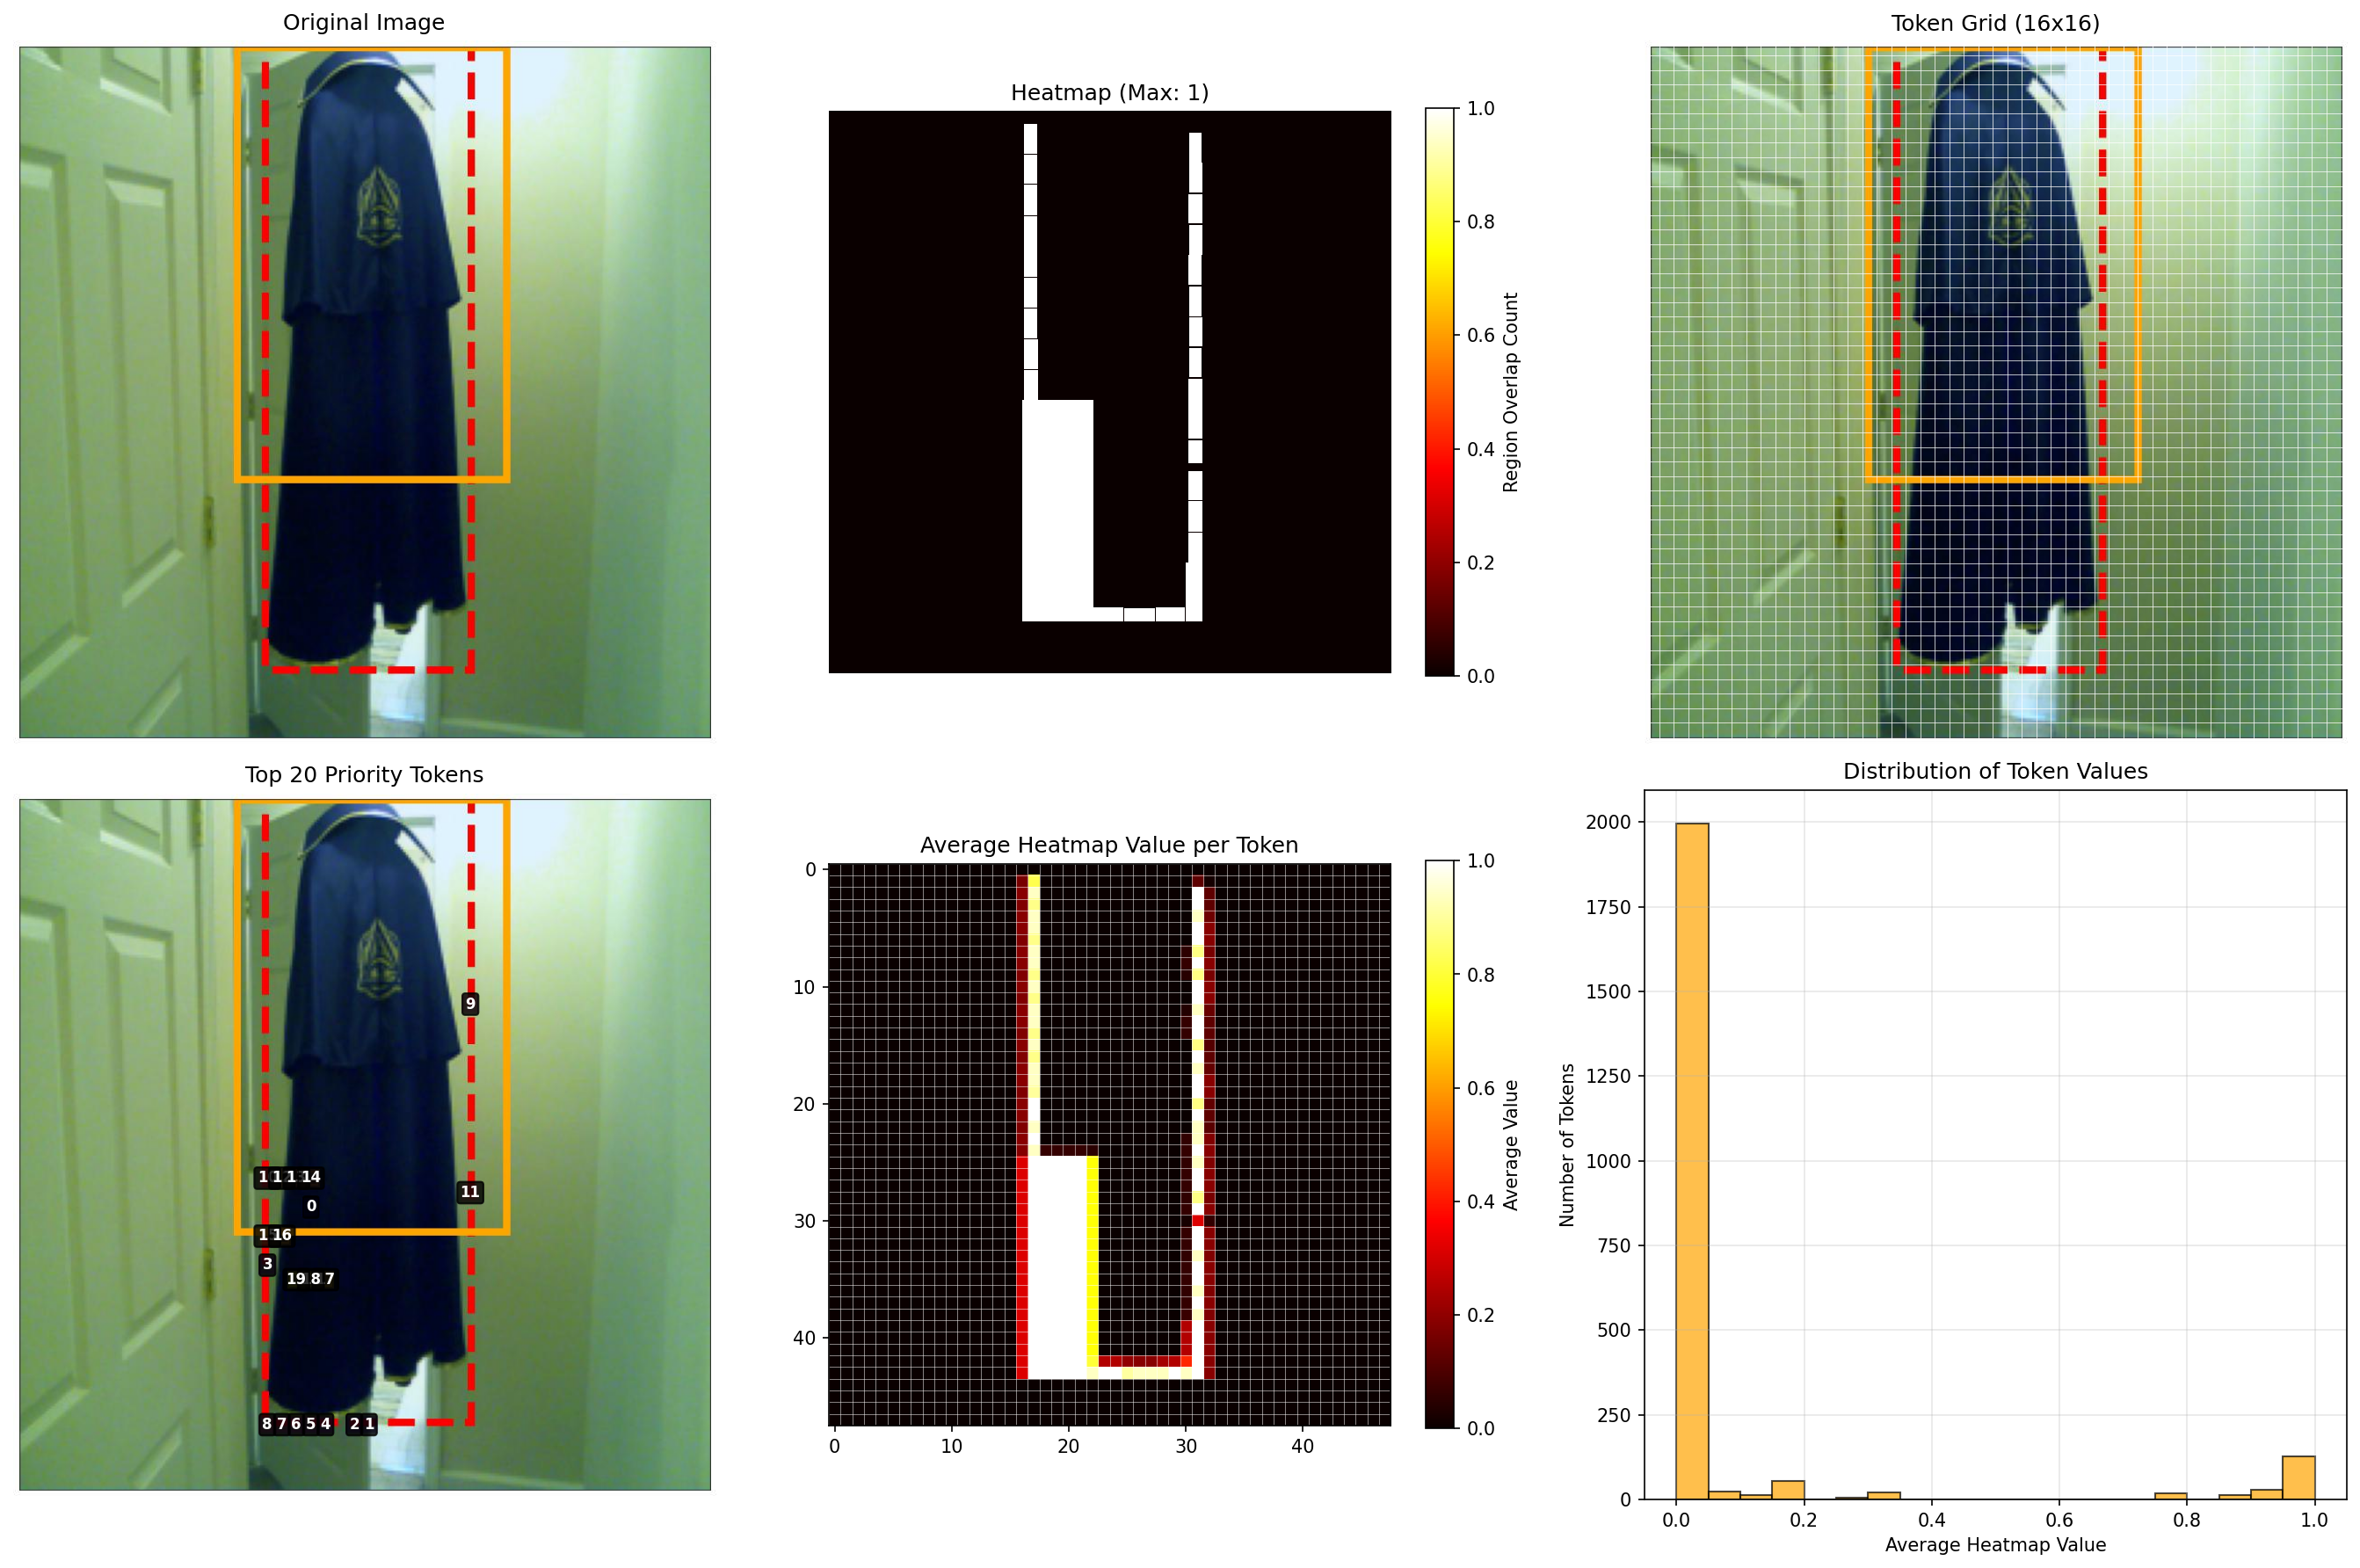 Original Image
Heatmap (Max: 1)
1.0
0.8
0.6
0.4
0.2
0.0
Region Overlap Count
Token Grid (16x16)
Top 20 Priority Tokens
9
14
11
0
16
3
19 8 7
8 7 6 5 4 2 1
Average Heatmap Value per Token
0
10
20
30
40
0 10 20 30 40
1.0
0.8
0.6
0.4
0.2
0.0
Average Value
Distribution of Token Values
2000
1750
1500
1250
1000
750
500
250
0
Number of Tokens
0.0 0.2 0.4 0.6 0.8 1.0
Average Heatmap Value